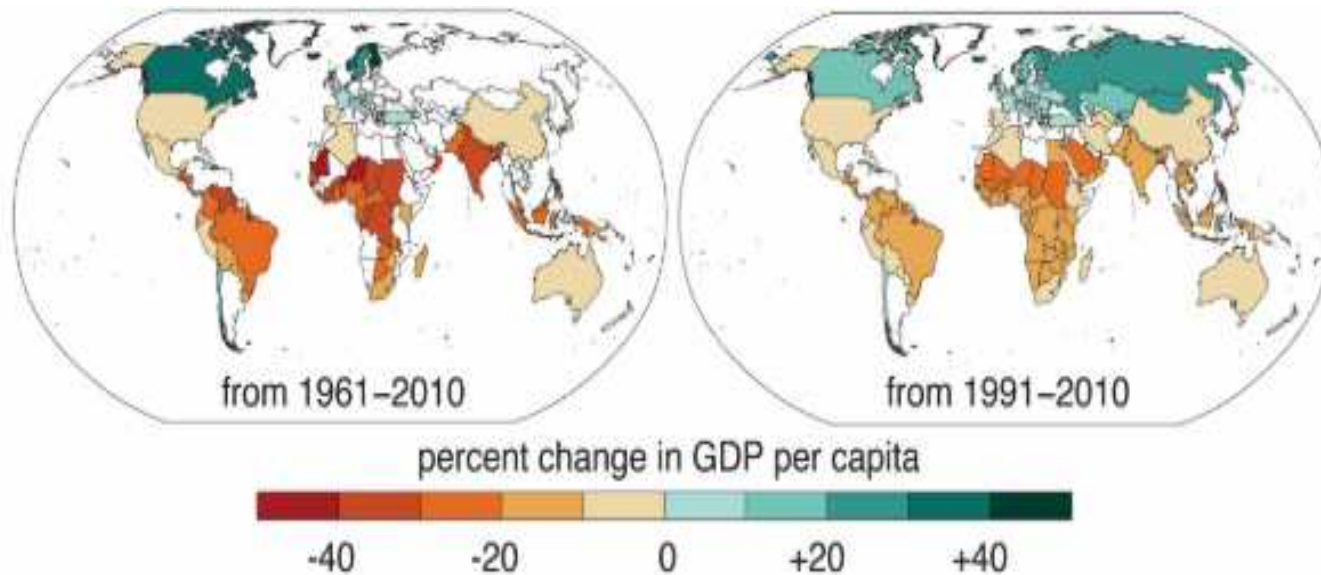 from 1961–2010
from 1991–2010
percent change in GDP per capita
-40 -20 0 +20 +40